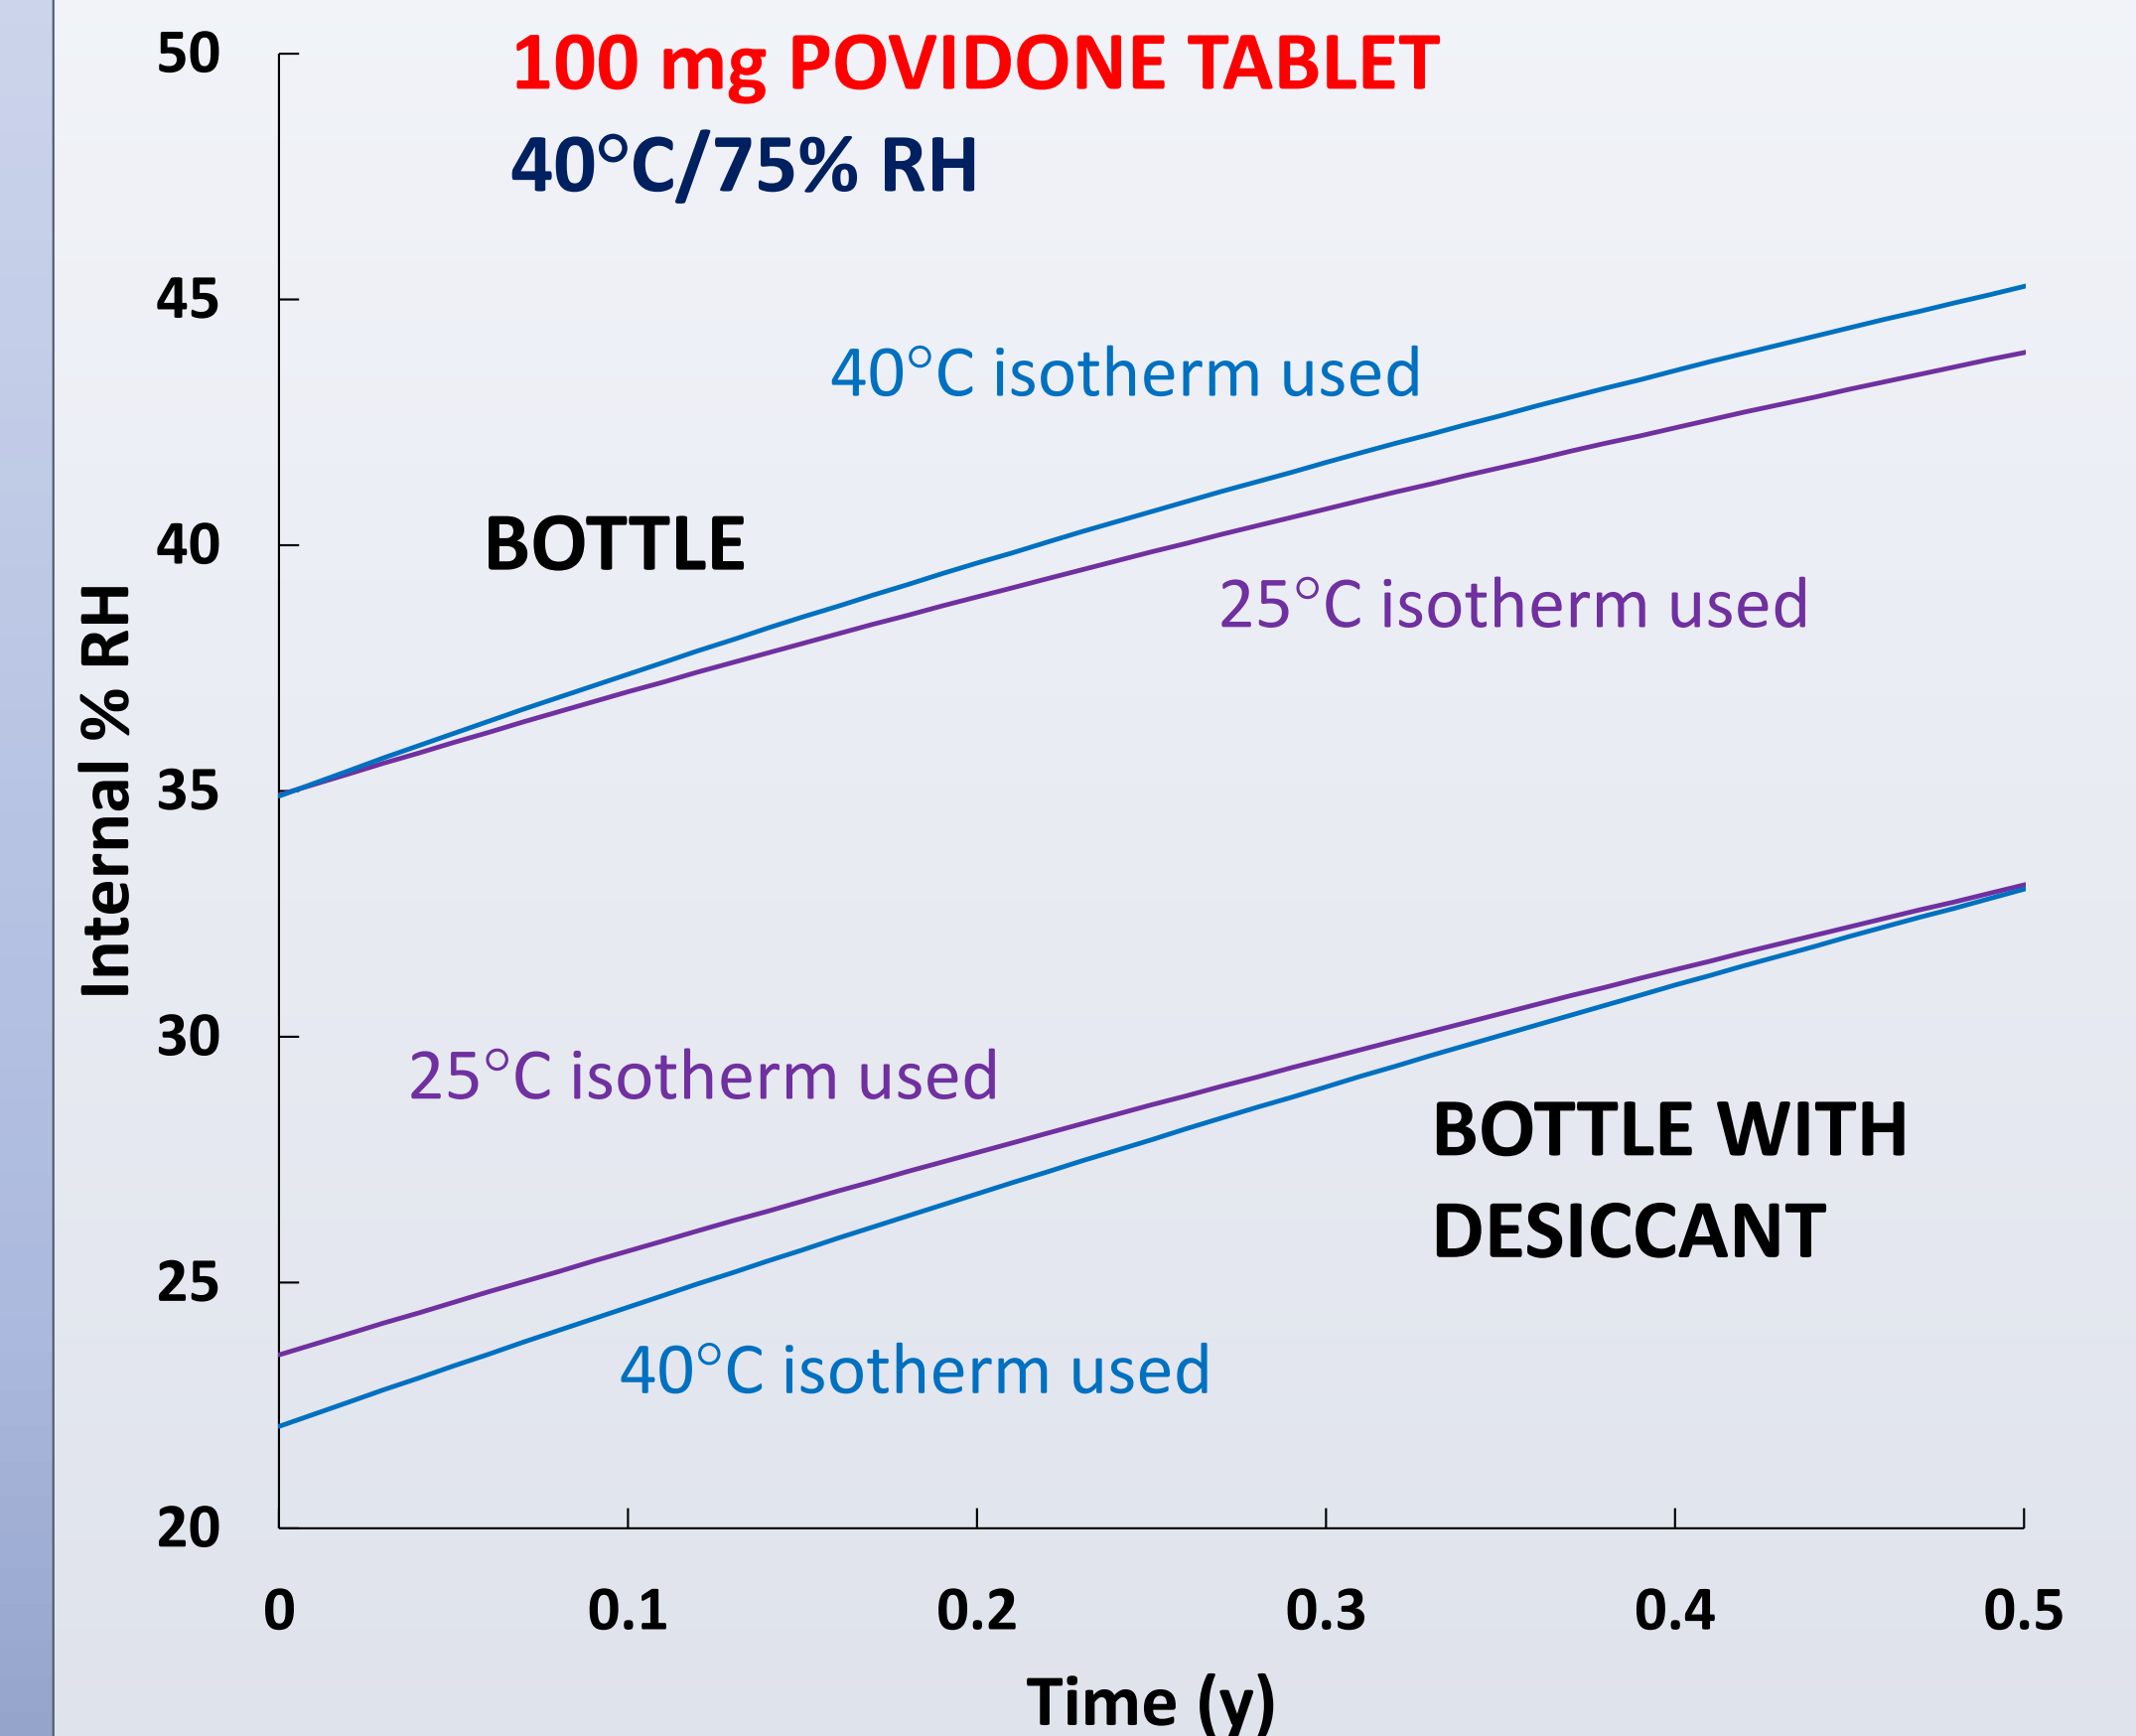 100 mg POVIDONE TABLET
40°C/75% RH
50
45
40
35
30
25
20
Internal % RH
40°C isotherm used
BOTTLE
25°C isotherm used
25°C isotherm used
BOTTLE WITH
DESICCANT
40°C isotherm used
0
0.1
0.2
0.3
0.4
0.5
Time (y)